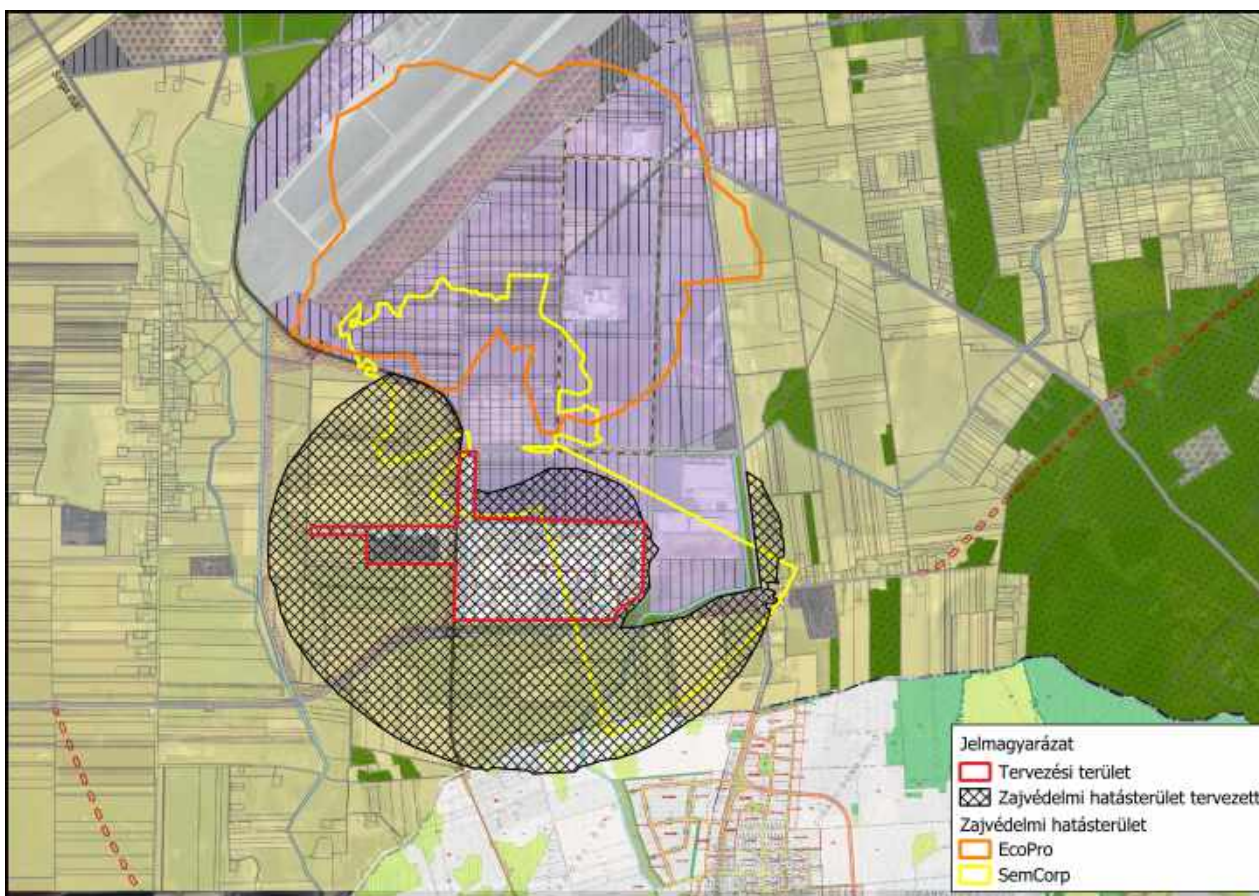 Jelmagyarázat
Tervezési terület
Zajvédelmi hatásterület tervezett
Zajvédelmi hatásterület
EcoPro
SemCorp